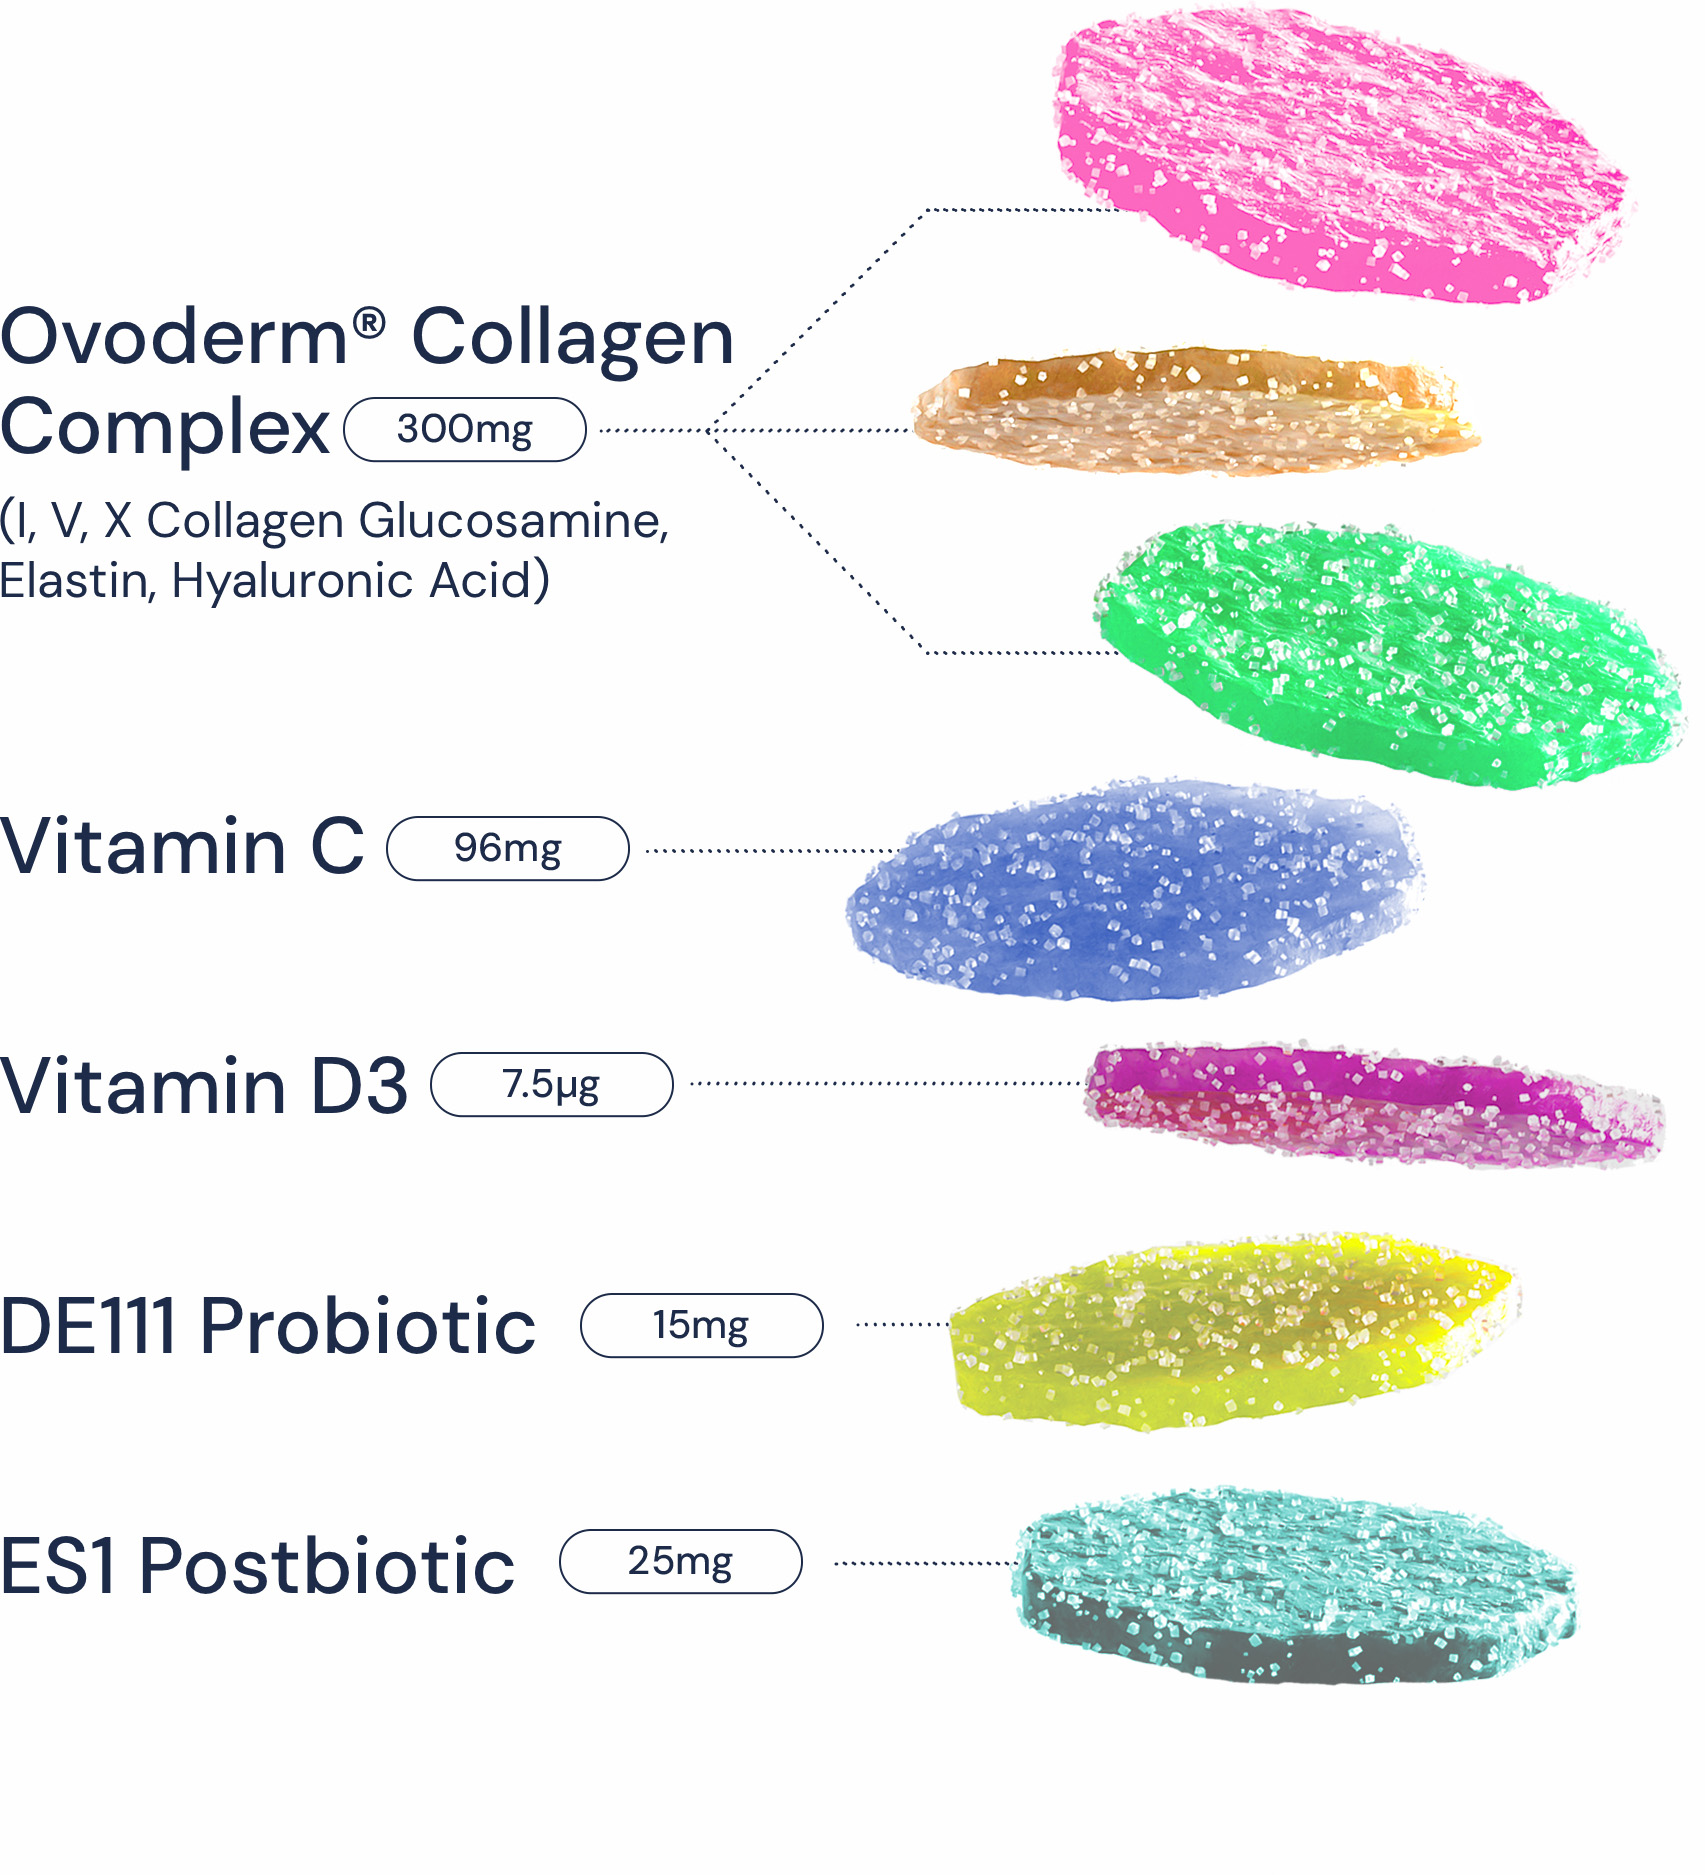 Ovoderm® Collagen
Complex 300mg
(I, V, X Collagen Glucosamine,
Elastin, Hyaluronic Acid)
Vitamin C 96mg
Vitamin D3 7.5µg
DE111 Probiotic 15mg
ES1 Postbiotic 25mg